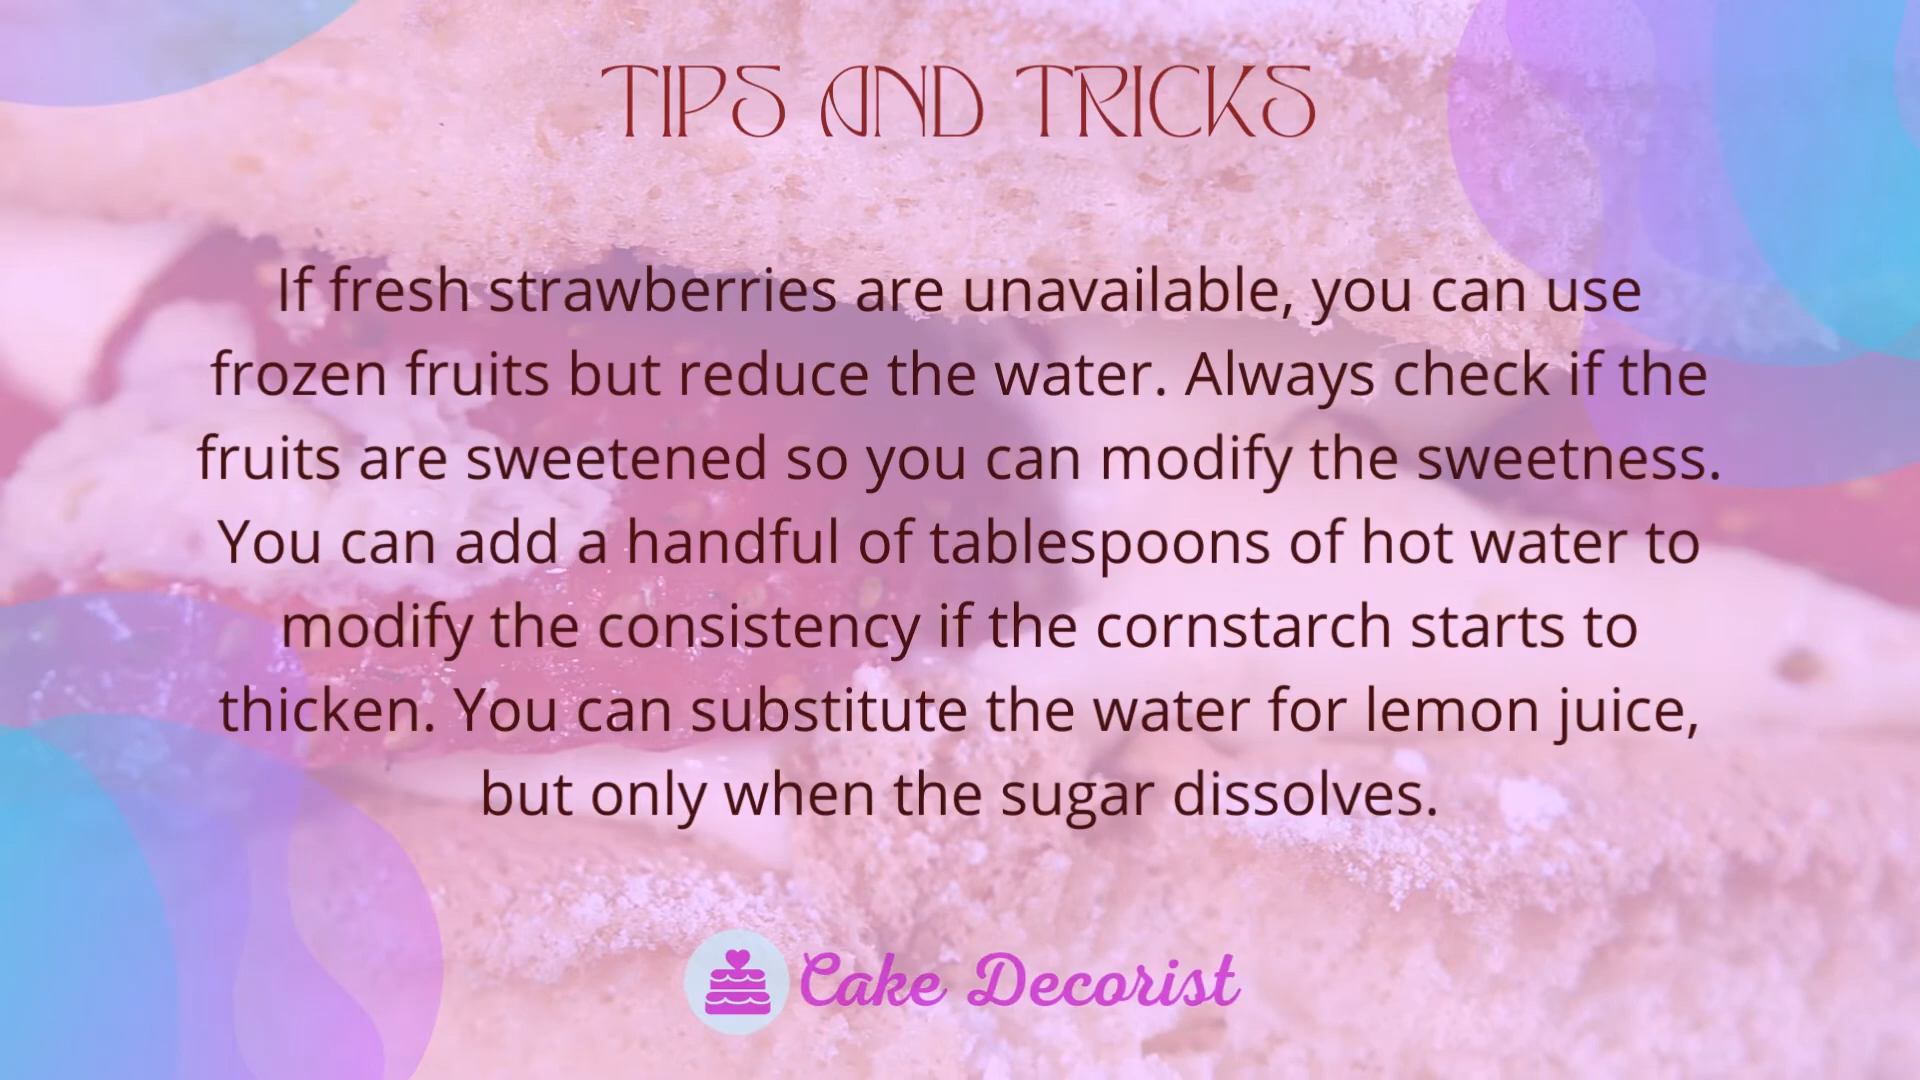 TIPS AND TRICKS
If fresh strawberries are unavailable, you can use
frozen fruits but reduce the water. Always check if the
fruits are sweetened so you can modify the sweetness.
You can add a handful of tablespoons of hot water to
modify the consistency if the cornstarch starts to
thicken. You can substitute the water for lemon juice,
but only when the sugar dissolves.
Cake Decorist